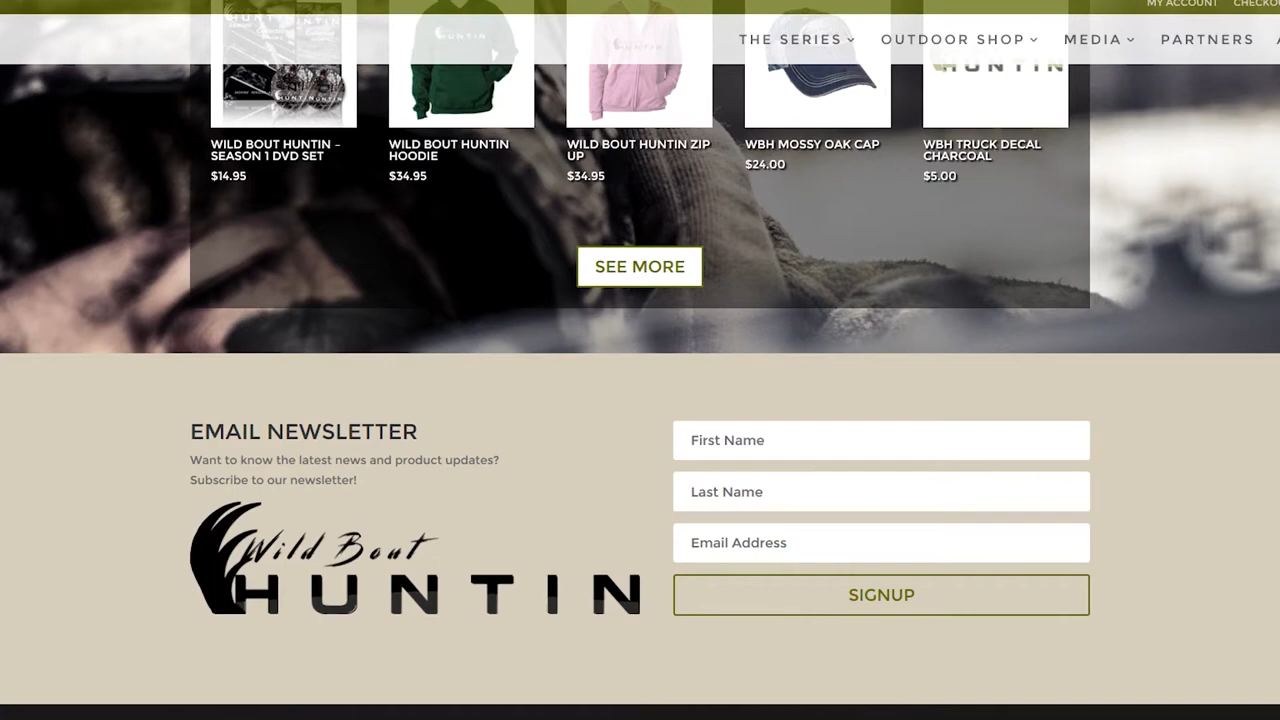 MY ACCOUNT
THE SERIES OUTDOOR SHOP MEDIA PARTNERS
HUNTIN
HUNTIN
HUNTIN
WILD BOUT HUNTIN –
SEASON 1 DVD SET
$14.95
WILD BOUT HUNTIN
HOODIE
$34.95
WILD BOUT HUNTIN ZIP
UP
$34.95
WBH MOSSY OAK CAP
$24.00
WBH TRUCK DECAL
CHARCOAL
$5.00
SEE MORE
EMAIL NEWSLETTER
Want to know the latest news and product updates?
Subscribe to our newsletter!
Wild Bout
HUNTIN
First Name
Last Name
Email Address
SIGNUP